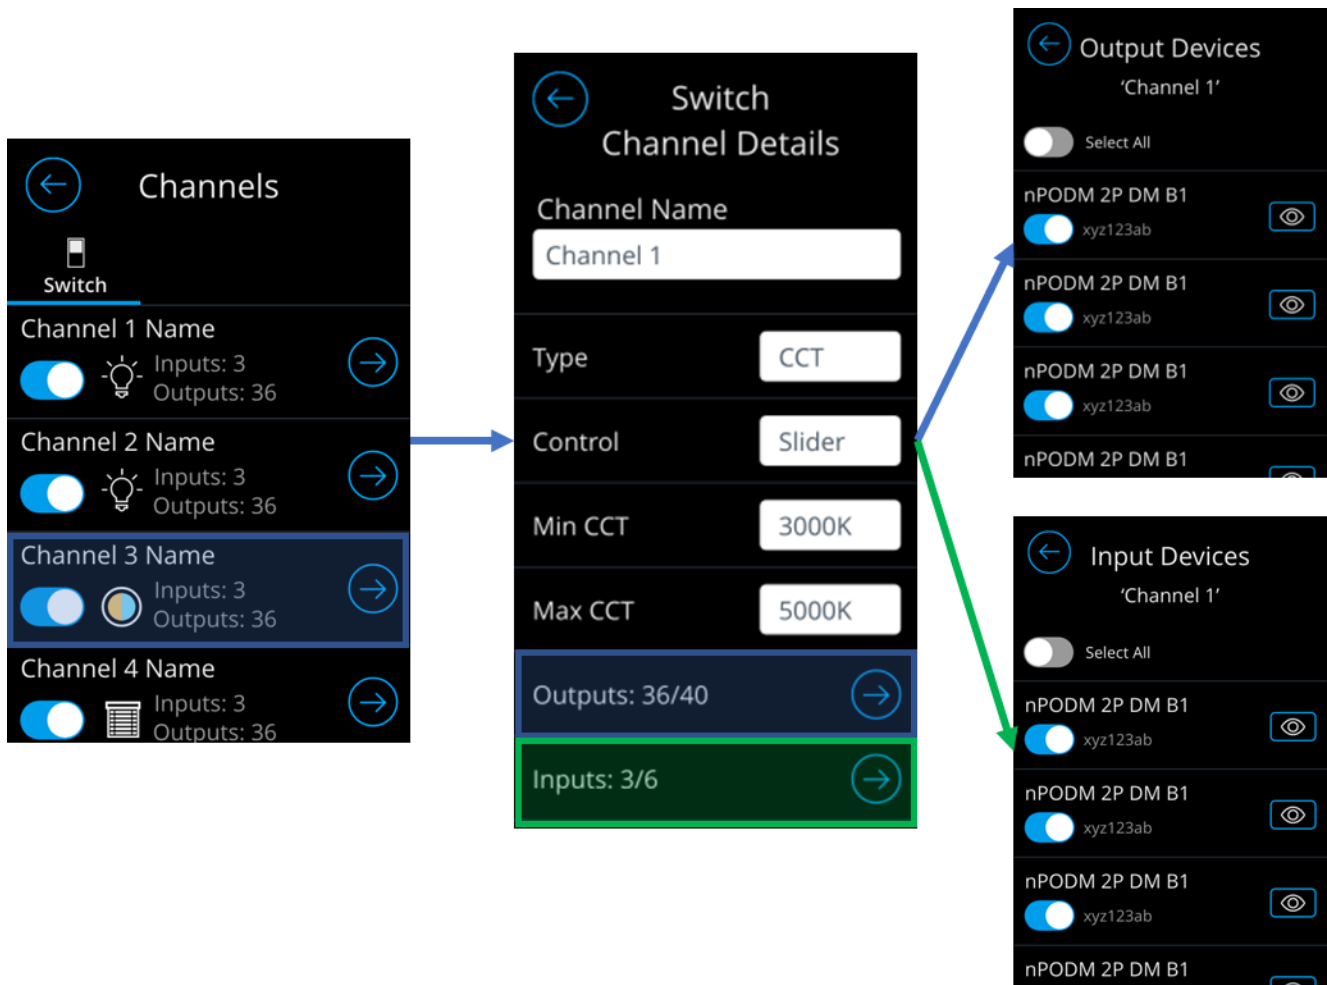 Channels
Switch
Channel 1 Name
Inputs: 3
Outputs: 36
Channel 2 Name
Inputs: 3
Outputs: 36
Channel 3 Name
Inputs: 3
Outputs: 36
Channel 4 Name
Inputs: 3
Outputs: 36
Switch
Channel Details
Channel Name
Channel 1
Type CCT
Control Slider
Min CCT 3000K
Max CCT 5000K
Outputs: 36/40
Inputs: 3/6
Output Devices
‘Channel 1’
Select All
nPODM 2P DM B1
xyz123ab
nPODM 2P DM B1
xyz123ab
nPODM 2P DM B1
xyz123ab
nPODM 2P DM B1
Input Devices
‘Channel 1’
Select All
nPODM 2P DM B1
xyz123ab
nPODM 2P DM B1
xyz123ab
nPODM 2P DM B1
xyz123ab
nPODM 2P DM B1